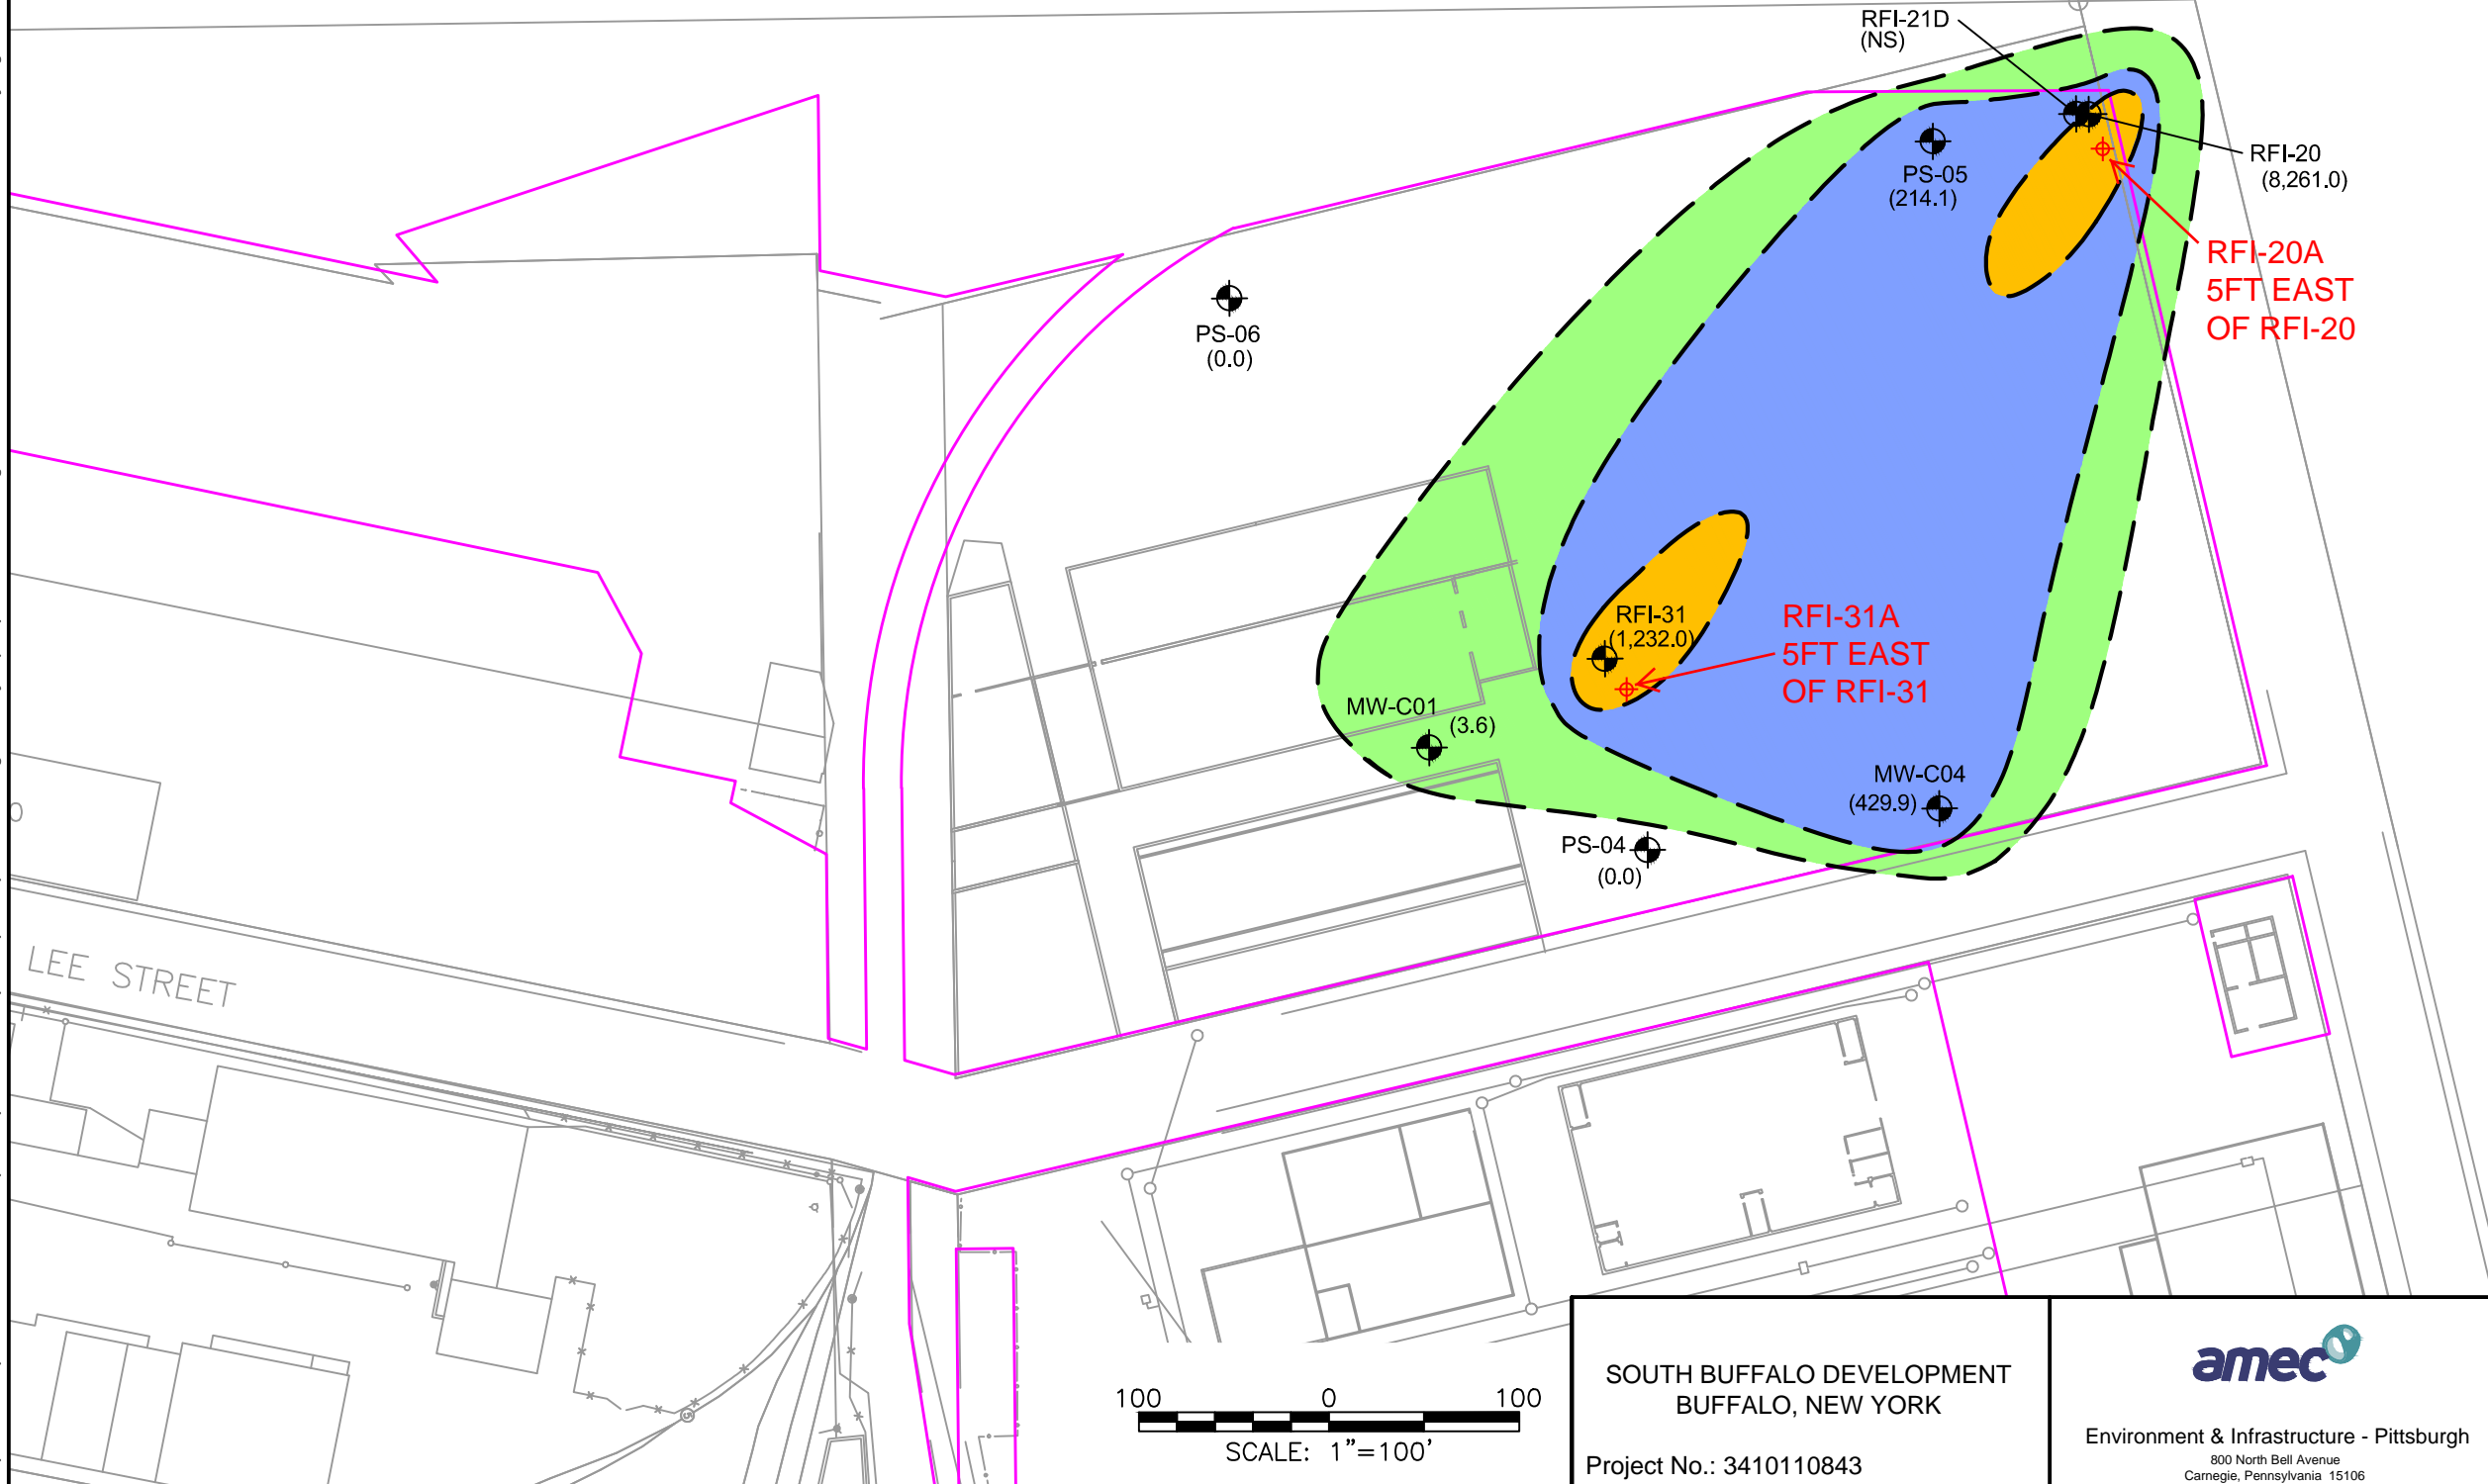 RFI-21D
(NS)
RFI-20
(8,261.0)
PS-05
(214.1)
RFI-20A
5FT EAST
OF RFI-20
PS-06
(0.0)
RFI-31
(1,232.0)
RFI-31A
5FT EAST
OF RFI-31
MW-C01
(3.6)
MW-C04
(429.9)
PS-04
(0.0)
LEE STREET
100 0 100
SCALE: 1"=100'
SOUTH BUFFALO DEVELOPMENT
BUFFALO, NEW YORK
Project No.: 3410110843
amec
Environment & Infrastructure - Pittsburgh
800 North Bell Avenue
Carnegie, Pennsylvania 15106